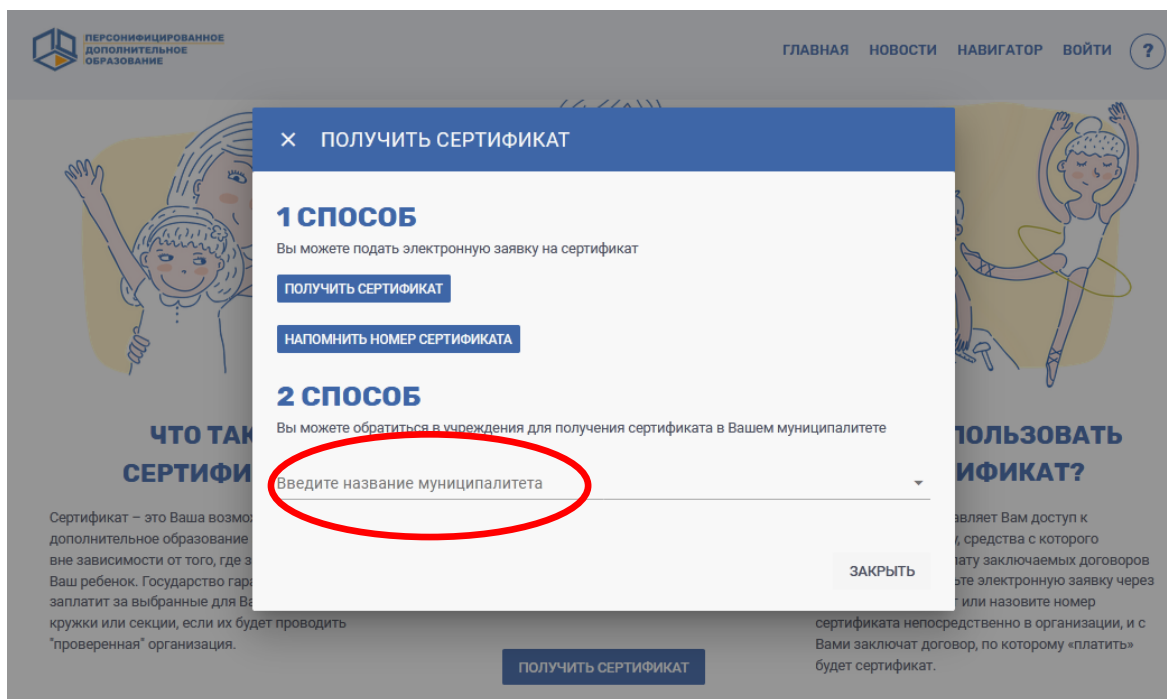 ПЕРСОНИФИЦИРОВАННОЕ
ДОПОЛНИТЕЛЬНОЕ
ОБРАЗОВАНИЕ
ГЛАВНАЯ НОВОСТИ НАВИГАТОР ВОЙТИ ?
× ПОЛУЧИТЬ СЕРТИФИКАТ
1 СПОСОБ
Вы можете подать электронную заявку на сертификат
ПОЛУЧИТЬ СЕРТИФИКАТ
НАПОМНИТЬ НОМЕР СЕРТИФИКАТА
2 СПОСОБ
Вы можете обратиться в учреждения для получения сертификата в Вашем муниципалитете
Введите название муниципалитета
ЗАКРЫТЬ
ЧТО ТАК
СЕРТИФИ
Сертификат – это Ваша возмо
дополнительное образование
вне зависимости от того, где з
Ваш ребенок. Государство гара
заплатит за выбранные для Ва
кружки или секции, если их будет проводить
"проверенная" организация.
ПОЛУЧИТЬ СЕРТИФИКАТ
ПОЛЬЗОВАТЬ
ИФИКАТ?
авляет Вам доступ к
, средства с которого
лату заключаемых договоров
ьте электронную заявку через
или назовите номер
сертификата непосредственно в организации, и с
Вами заключат договор, по которому «платить»
будет сертификат.